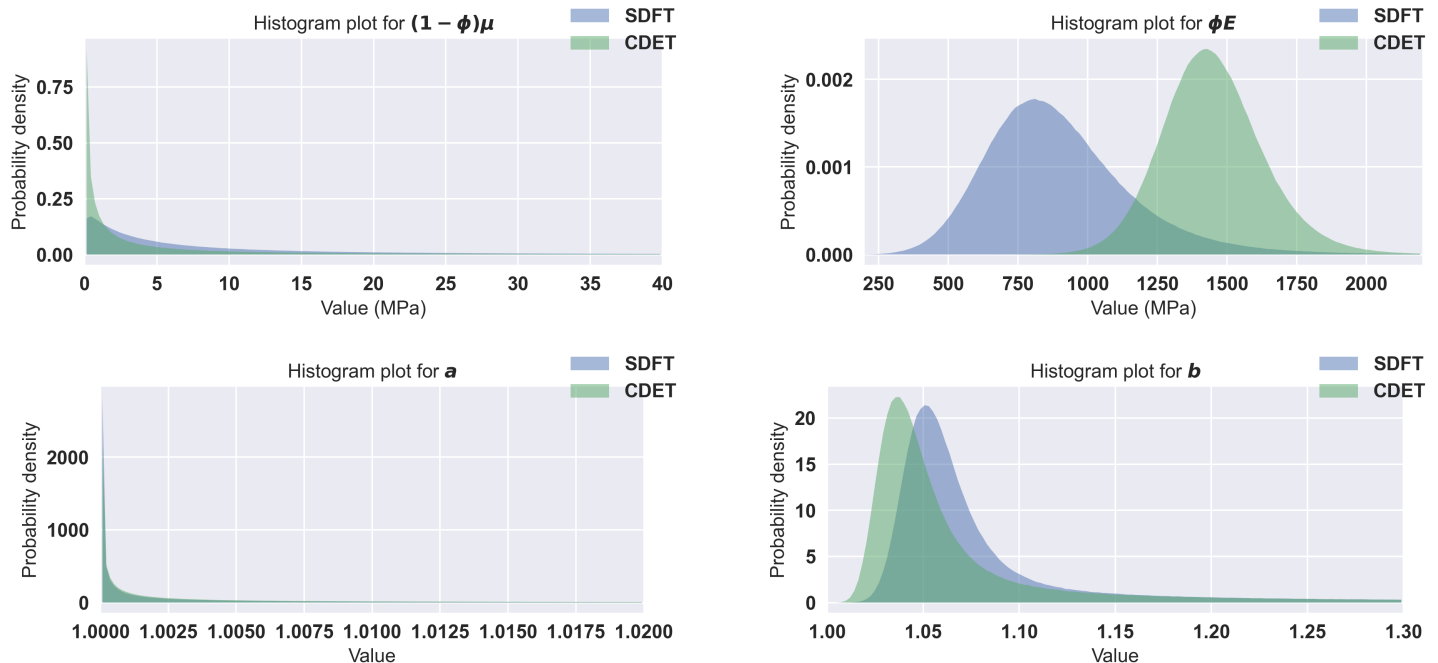 Histogram plot for (1 − ϕ)μ
SDFT
CDET
Probability density
0.75
0.50
0.25
0.00
0 5 10 15 20 25 30 35 40
Value (MPa)
Histogram plot for ϕE
SDFT
CDET
Probability density
0.002
0.001
0.000
250 500 750 1000 1250 1500 1750 2000
Value (MPa)
Histogram plot for a
SDFT
CDET
Probability density
2000
1000
0
1.0000 1.0025 1.0050 1.0075 1.0100 1.0125 1.0150 1.0175 1.0200
Value
Histogram plot for b
SDFT
CDET
Probability density
20
15
10
5
0
1.00 1.05 1.10 1.15 1.20 1.25 1.30
Value